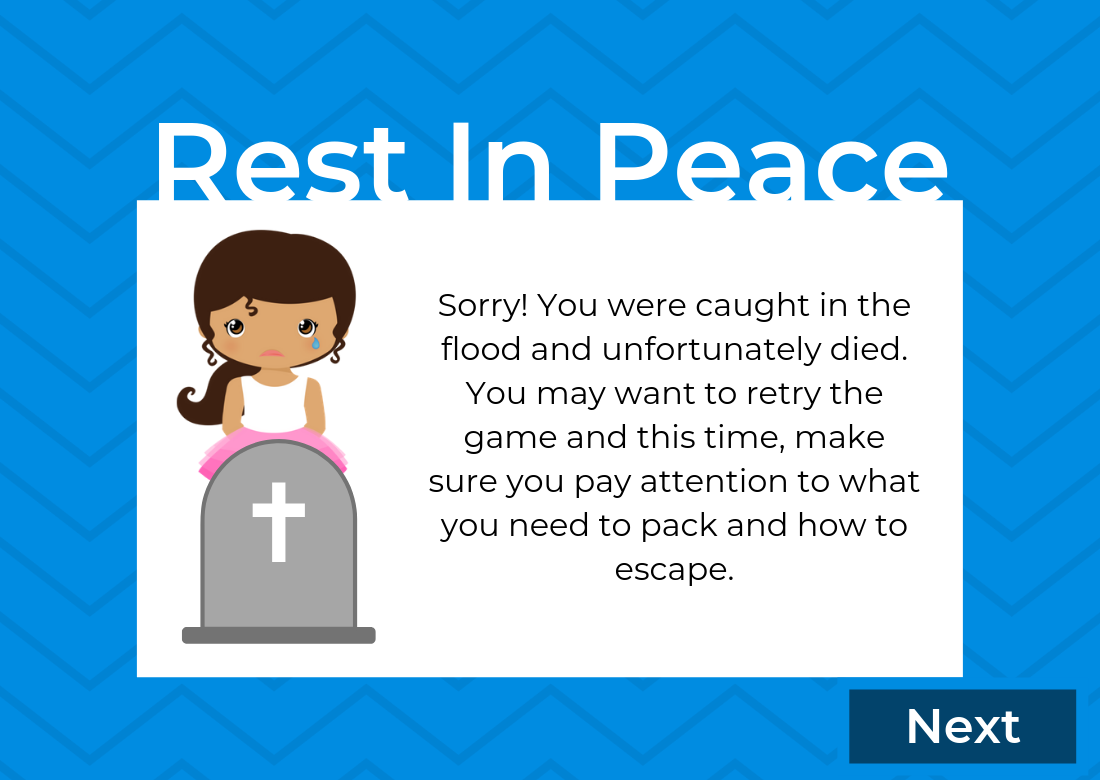 Rest In Peace
Sorry! You were caught in the
flood and unfortunately died.
You may want to retry the
game and this time, make
sure you pay attention to what
you need to pack and how to
escape.
Next